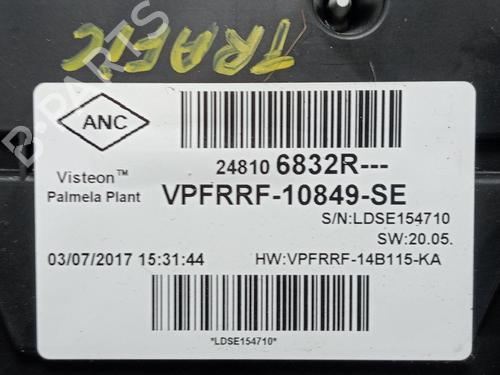 TRAFIC
B-PARTS
ANC
Visteon™
Palmela Plant
24810 6832R---
VPFRRF-10849-SE
S/N:LDSE154710
SW:20.05.
03/07/2017 15:31:44
HW:VPFRRF-14B115-KA
*LDSE154710*